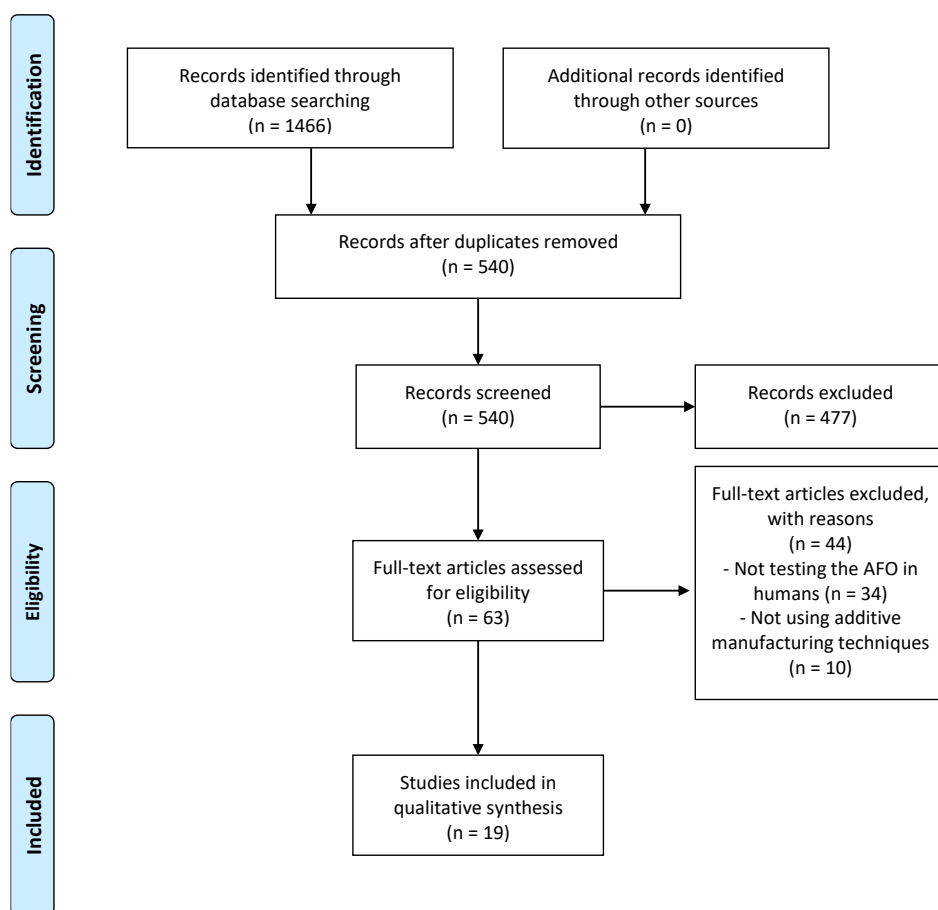 Identification
Records identified through
database searching
(n = 1466)
Additional records identified
through other sources
(n = 0)
Records after duplicates removed
(n = 540)
Screening
Records screened
(n = 540)
Records excluded
(n = 477)
Eligibility
Full-text articles assessed
for eligibility
(n = 63)
Full-text articles excluded,
with reasons
(n = 44)
- Not testing the AFO in
humans (n = 34)
- Not using additive
manufacturing techniques
(n = 10)
Included
Studies included in
qualitative synthesis
(n = 19)